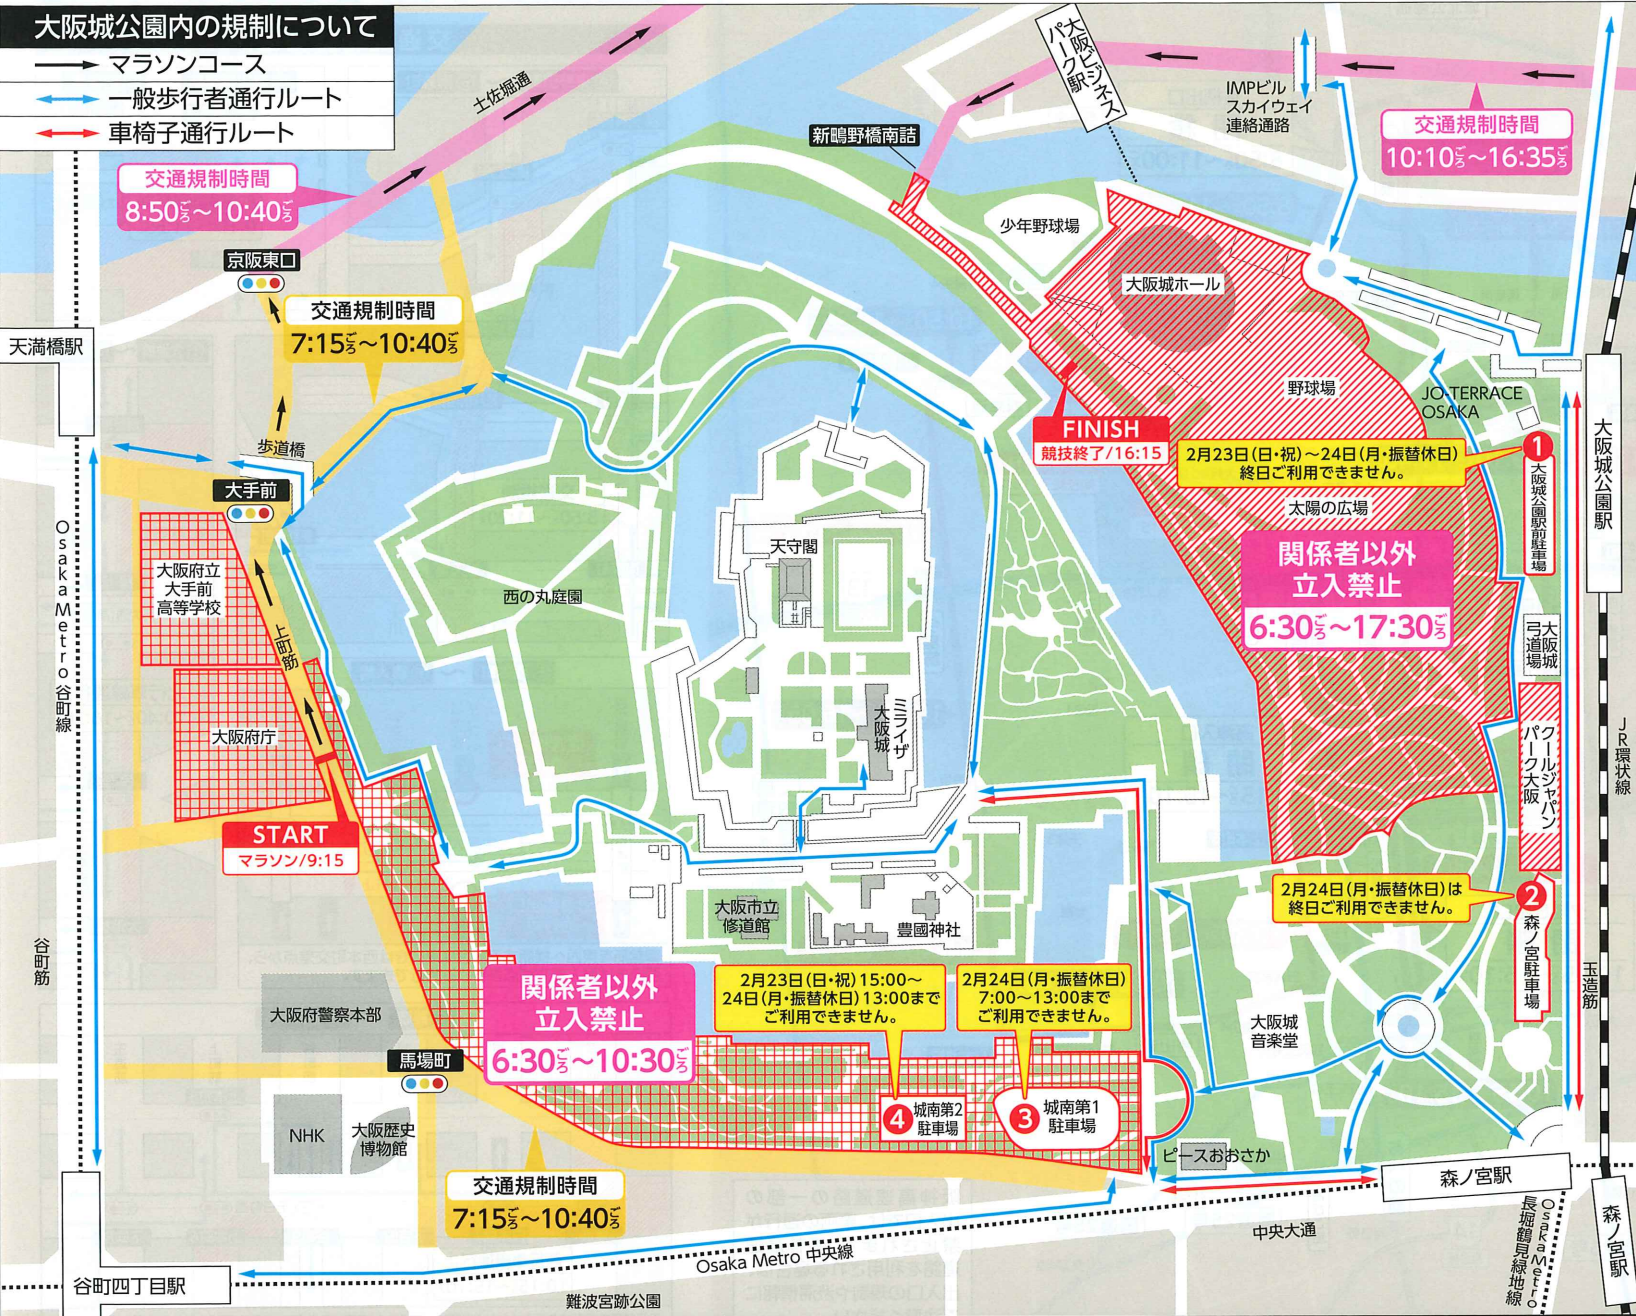 大阪城公園内の規制について
マラソンコース
一般歩行者通行ルート
車椅子通行ルート
土佐堀通
大阪ビジネス
パーク駅
IMPビル
スカイウェイ
連絡通路
交通規制時間
10:10ごろ〜16:35ごろ
新鴫野橋南詰
交通規制時間
8:50ごろ〜10:40ごろ
少年野球場
京阪東口
大阪城ホール
交通規制時間
7:15ごろ〜10:40ごろ
天満橋駅
野球場
JO-TERRACE
OSAKA
大阪城公園駅
FINISH
競技終了/16:15
2月23日(日・祝)〜24日(月・振替休日)
終日ご利用できません。
1
大阪城公園駅前駐車場
歩道橋
大手前
太陽の広場
Osaka Metro 谷町線
大阪府立
大手前
高等学校
天守閣
関係者以外
立入禁止
6:30ごろ〜17:30ごろ
西の丸庭園
上町筋
大阪城
弓道場
大阪府庁
ミライザ
大阪城
クールジャパン
パーク大阪
JR環状線
START
マラソン/9:15
2月24日(月・振替休日)は
終日ご利用できません。
2
森ノ宮駐車場
大阪市立
修道館
豊國神社
谷町筋
玉造筋
関係者以外
立入禁止
6:30ごろ〜10:30ごろ
2月23日(日・祝)15:00〜
24日(月・振替休日)13:00まで
ご利用できません。
2月24日(月・振替休日)
7:00〜13:00まで
ご利用できません。
大阪府警察本部
大阪城
音楽堂
馬場町
4
城南第2
駐車場
3
城南第1
駐車場
NHK
大阪歴史
博物館
ピースおおさか
交通規制時間
7:15ごろ〜10:40ごろ
森ノ宮駅
森ノ宮駅
Osaka Metro
長堀鶴見緑地線
中央大通
Osaka Metro 中央線
谷町四丁目駅
難波宮跡公園